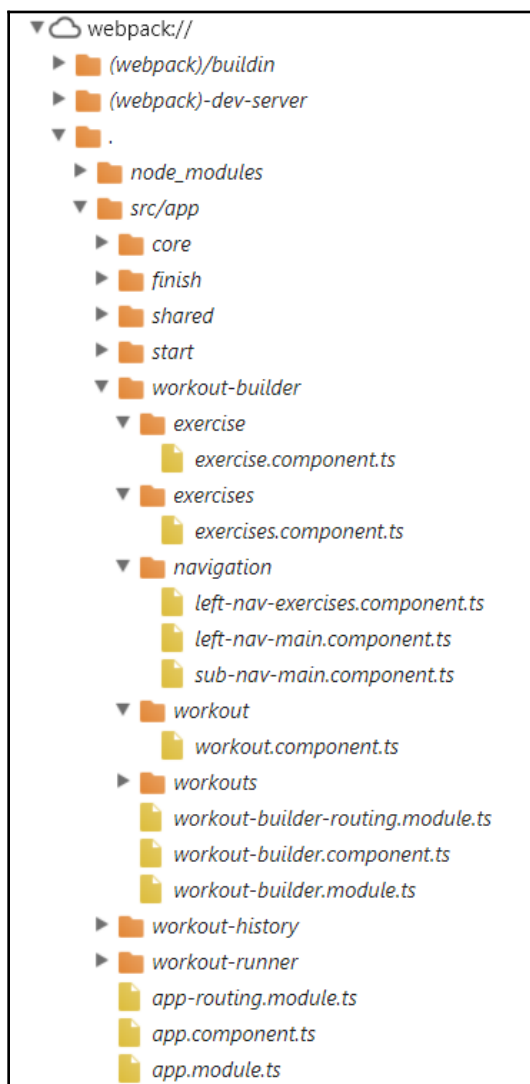 webpack://
(webpack)/buildin
(webpack)-dev-server
.
node_modules
src/app
core
finish
shared
start
workout-builder
exercise
exercise.component.ts
exercises
exercises.component.ts
navigation
left-nav-exercises.component.ts
left-nav-main.component.ts
sub-nav-main.component.ts
workout
workout.component.ts
workouts
workout-builder-routing.module.ts
workout-builder.component.ts
workout-builder.module.ts
workout-history
workout-runner
app-routing.module.ts
app.component.ts
app.module.ts